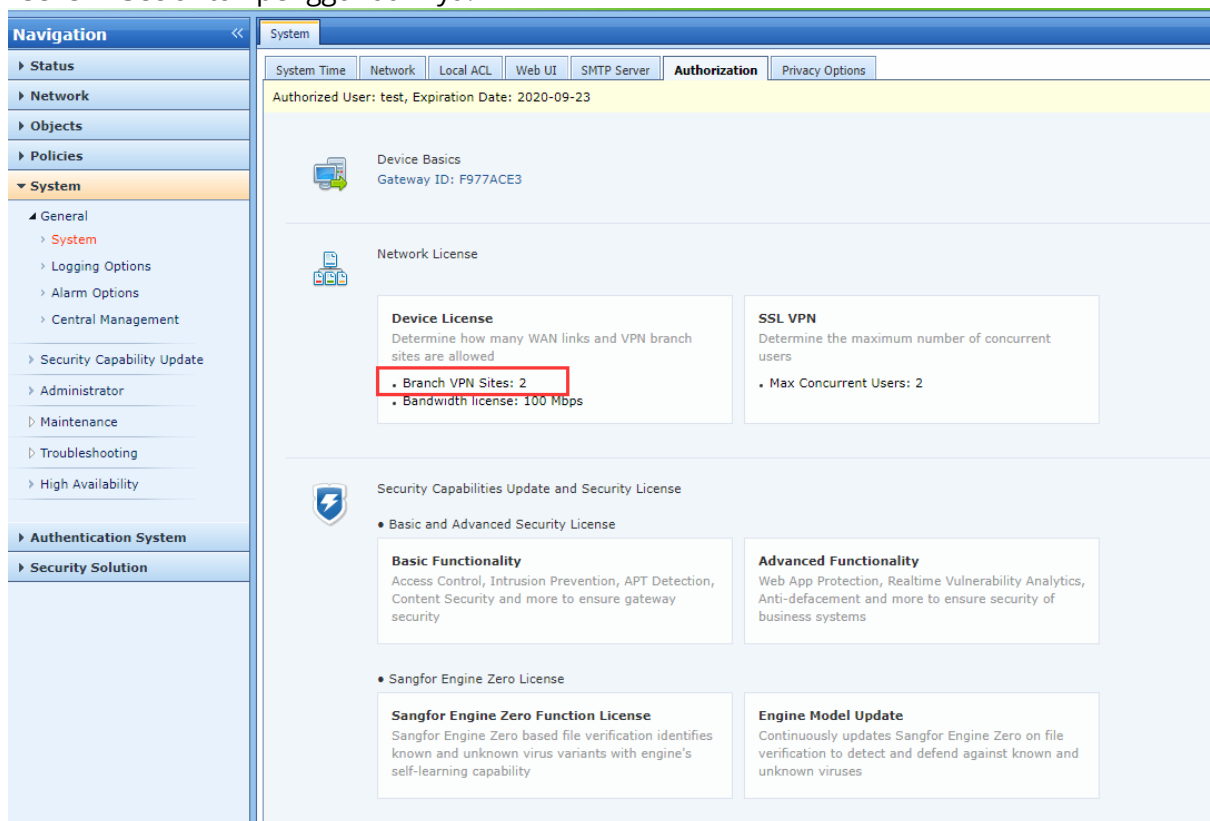 Navigation
Status
Network
Objects
Policies
System
General
System
Logging Options
Alarm Options
Central Management
Security Capability Update
Administrator
Maintenance
Troubleshooting
High Availability
Authentication System
Security Solution
System
System Time Network Local ACL Web UI SMTP Server Authorization Privacy Options
Authorized User: test, Expiration Date: 2020-09-23
Device Basics
Gateway ID: F977ACE3
Network License
Device License
Determine how many WAN links and VPN branch
sites are allowed
• Branch VPN Sites: 2
• Bandwidth license: 100 Mbps
SSL VPN
Determine the maximum number of concurrent
users
• Max Concurrent Users: 2
Security Capabilities Update and Security License
• Basic and Advanced Security License
Basic Functionality
Access Control, Intrusion Prevention, APT Detection,
Content Security and more to ensure gateway
security
Advanced Functionality
Web App Protection, Realtime Vulnerability Analytics,
Anti-defacement and more to ensure security of
business systems
• Sangfor Engine Zero License
Sangfor Engine Zero Function License
Sangfor Engine Zero based file verification identifies
known and unknown virus variants with engine's
self-learning capability
Engine Model Update
Continuously updates Sangfor Engine Zero on file
verification to detect and defend against known and
unknown viruses